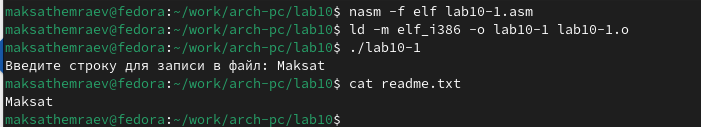 maksathemraev@fedora:~/work/arch-pc/lab10$ nasm -f elf lab10-1.asm
maksathemraev@fedora:~/work/arch-pc/lab10$ ld -m elf_i386 -o lab10-1 lab10-1.o
maksathemraev@fedora:~/work/arch-pc/lab10$ ./lab10-1
Введите строку для записи в файл: Maksat
maksathemraev@fedora:~/work/arch-pc/lab10$ cat readme.txt
Maksat
maksathemraev@fedora:~/work/arch-pc/lab10$